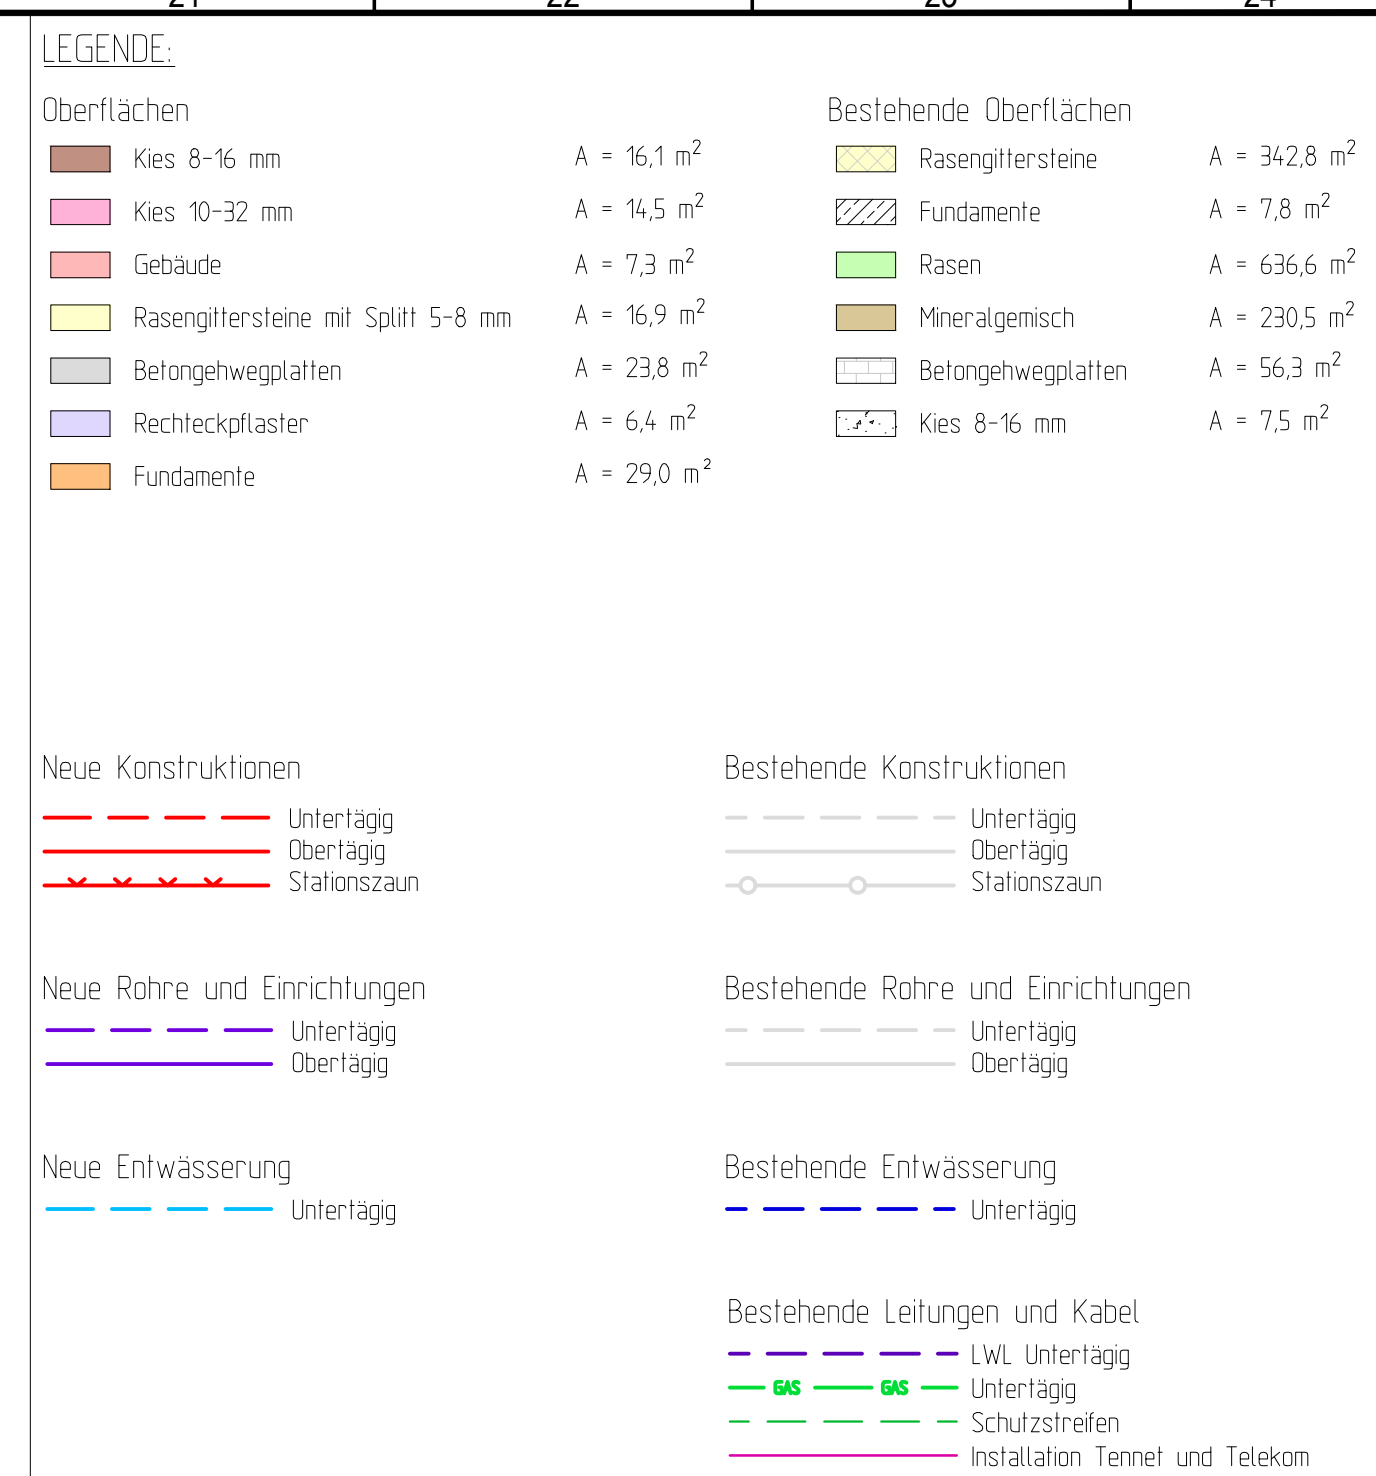 LEGENDE:
Oberflächen
Kies 8-16 mm A = 16,1 m²
Kies 10-32 mm A = 14,5 m²
Gebäude A = 7,3 m²
Rasengittersteine mit Splitt 5-8 mm A = 16,9 m²
Betongehwegplatten A = 23,8 m²
Rechteckpflaster A = 6,4 m²
Fundamente A = 29,0 m²
Bestehende Oberflächen
Rasengittersteine A = 342,8 m²
Fundamente A = 7,8 m²
Rasen A = 636,6 m²
Mineralgemisch A = 230,5 m²
Betongehwegplatten A = 56,3 m²
Kies 8-16 mm A = 7,5 m²
Neue Konstruktionen
Untertägig
Obertägig
Stationszaun
Bestehende Konstruktionen
Untertägig
Obertägig
Stationszaun
Neue Rohre und Einrichtungen
Untertägig
Obertägig
Bestehende Rohre und Einrichtungen
Untertägig
Obertägig
Neue Entwässerung
Untertägig
Bestehende Entwässerung
Untertägig
Bestehende Leitungen und Kabel
LWL Untertägig
GAS GAS Untertägig
Schutzstreifen
Installation Tennet und Telekom